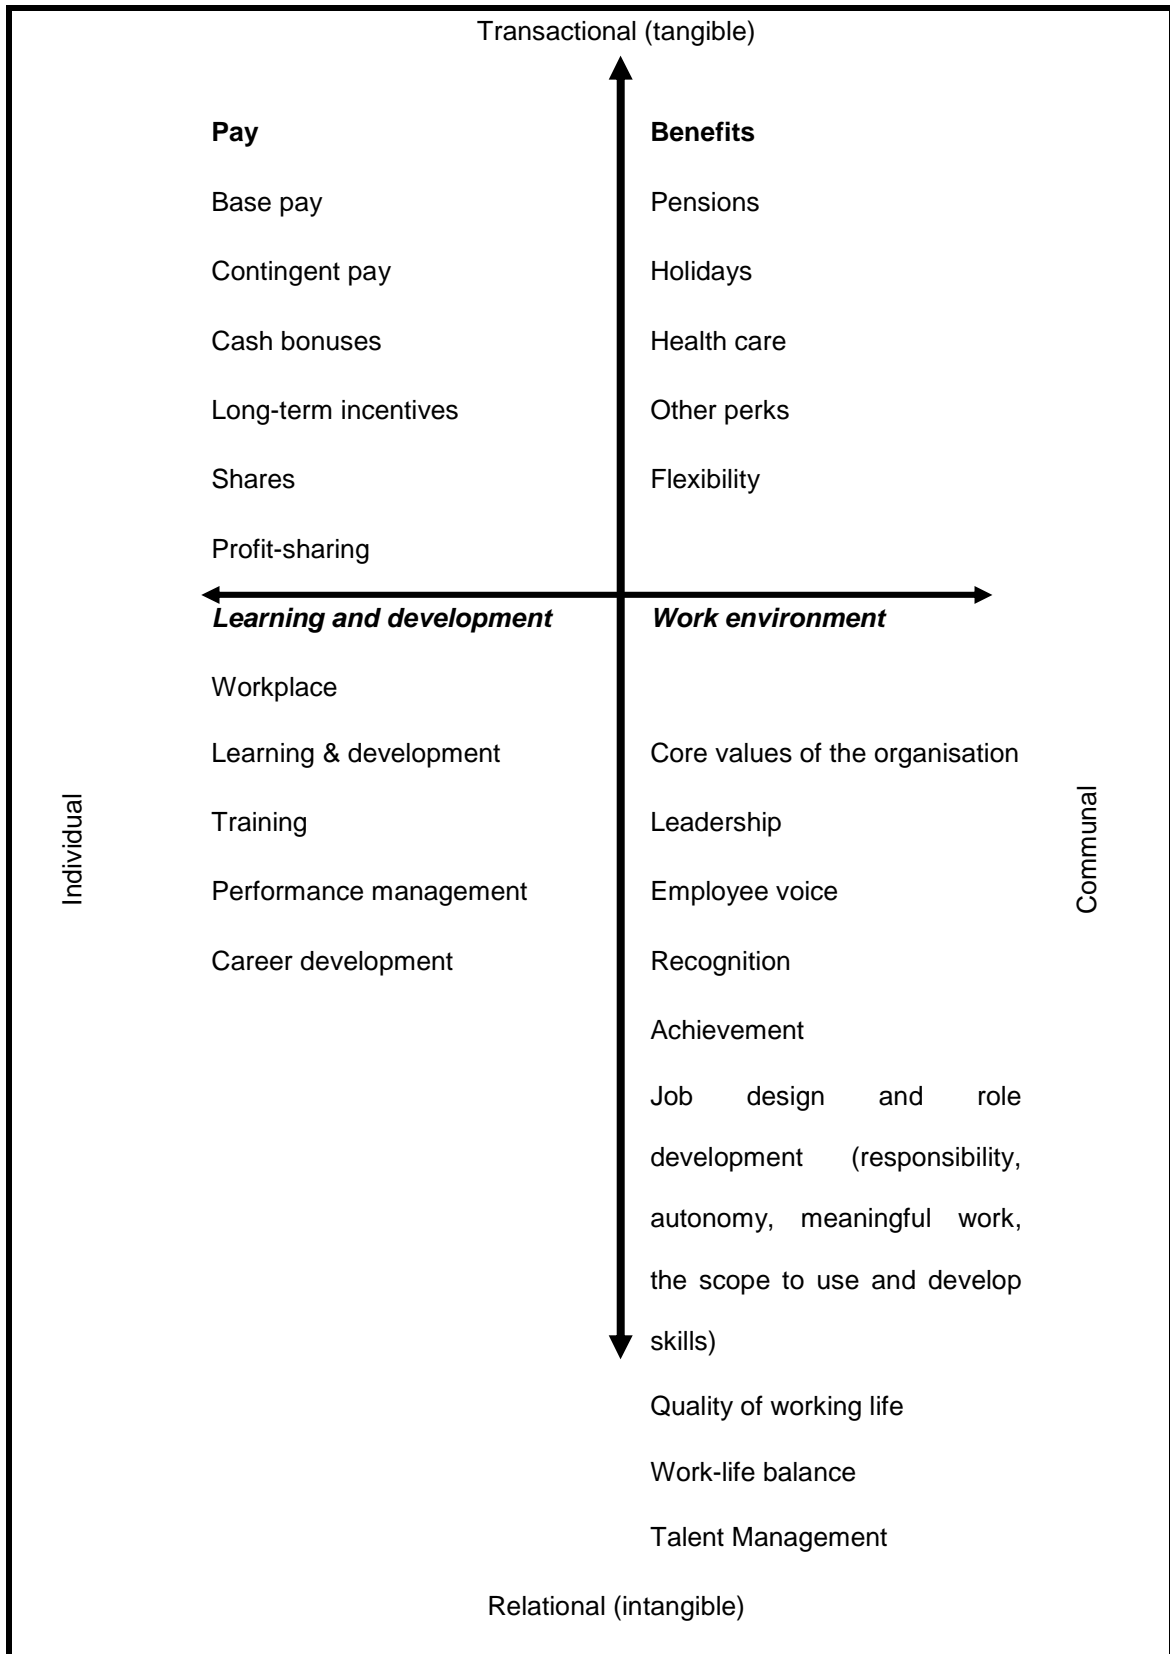 Transactional (tangible)
Pay
Base pay
Contingent pay
Cash bonuses
Long-term incentives
Shares
Profit-sharing
Benefits
Pensions
Holidays
Health care
Other perks
Flexibility
Individual
Learning and development
Workplace
Learning & development
Training
Performance management
Career development
Work environment
Core values of the organisation
Leadership
Employee voice
Recognition
Achievement
Job design and role
development (responsibility,
autonomy, meaningful work,
the scope to use and develop
skills)
Quality of working life
Work-life balance
Talent Management
Communal
Relational (intangible)